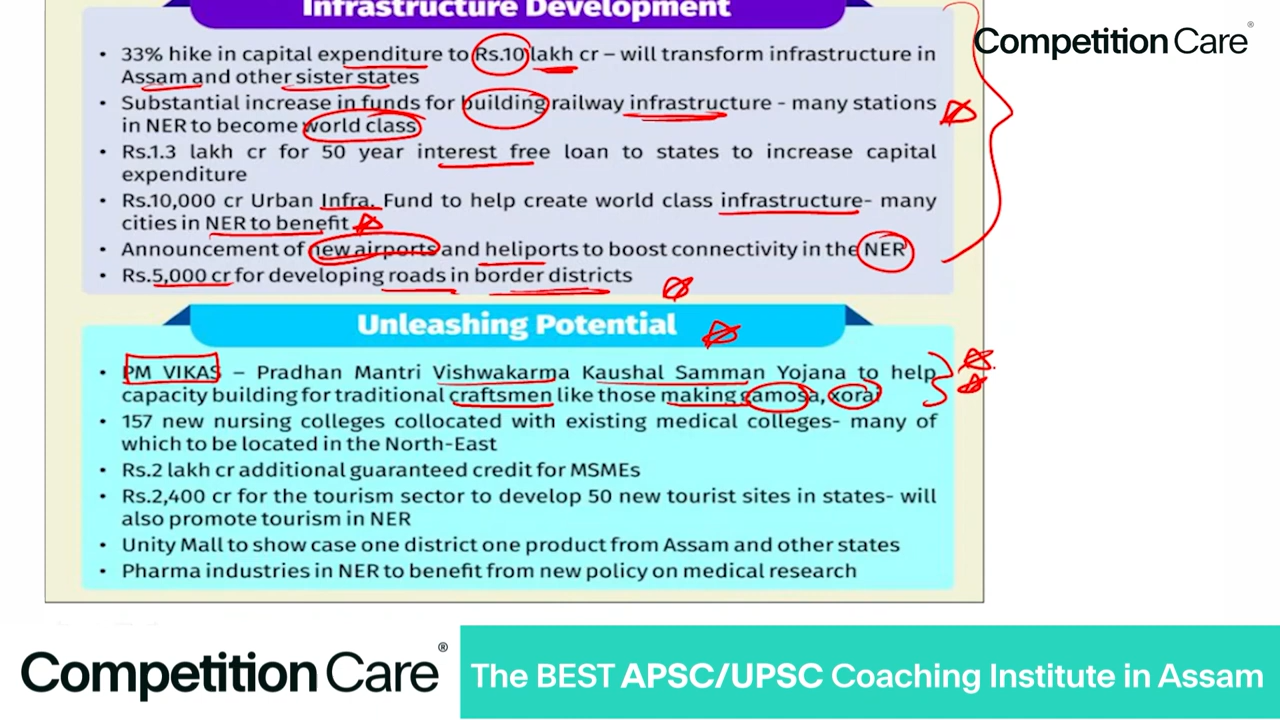 Infrastructure Development
Competition Care®
• 33% hike in capital expenditure to Rs.10 lakh cr – will transform infrastructure in
Assam and other sister states
• Substantial increase in funds for building railway infrastructure - many stations
in NER to become world class
• Rs.1.3 lakh cr for 50 year interest free loan to states to increase capital
expenditure
• Rs.10,000 cr Urban Infra. Fund to help create world class infrastructure- many
cities in NER to benefit
• Announcement of new airports and heliports to boost connectivity in the NER
• Rs.5,000 cr for developing roads in border districts
Unleashing Potential
• PM VIKAS – Pradhan Mantri Vishwakarma Kaushal Samman Yojana to help
capacity building for traditional craftsmen like those making gamosa, xorai
• 157 new nursing colleges collocated with existing medical colleges- many of
which to be located in the North-East
• Rs.2 lakh cr additional guaranteed credit for MSMEs
• Rs.2,400 cr for the tourism sector to develop 50 new tourist sites in states- will
also promote tourism in NER
• Unity Mall to show case one district one product from Assam and other states
• Pharma industries in NER to benefit from new policy on medical research
Competition Care®
The BEST APSC/UPSC Coaching Institute in Assam